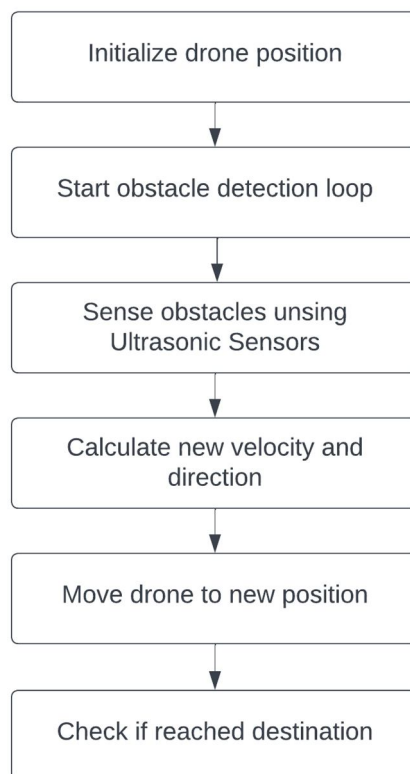 Initialize drone position
Start obstacle detection loop
Sense obstacles unsing
Ultrasonic Sensors
Calculate new velocity and
direction
Move drone to new position
Check if reached destination